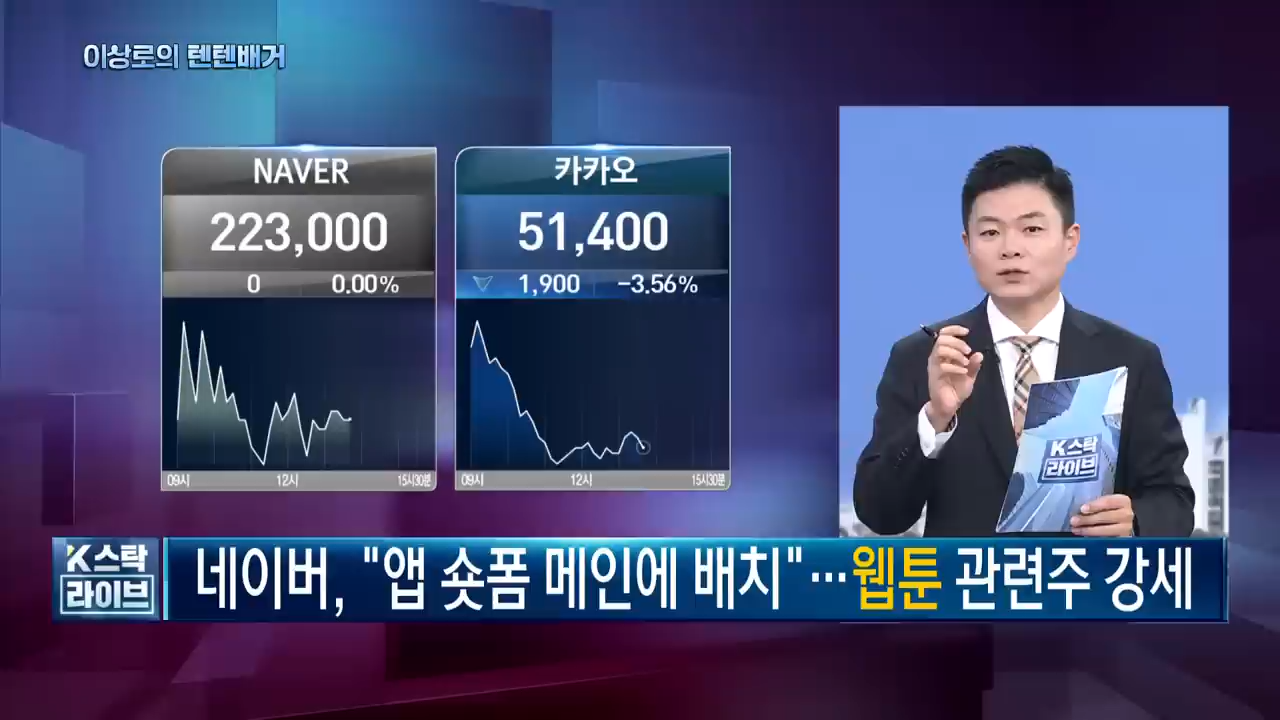 이상로의 텐텐배거
NAVER
223,000
0 0.00%
09시 12시 15시30분
카카오
51,400
▽ 1,900 -3.56%
09시 12시 15시30분
K스탁
라이브
K스탁
라이브
네이버, "앱 숏폼 메인에 배치"…웹툰 관련주 강세